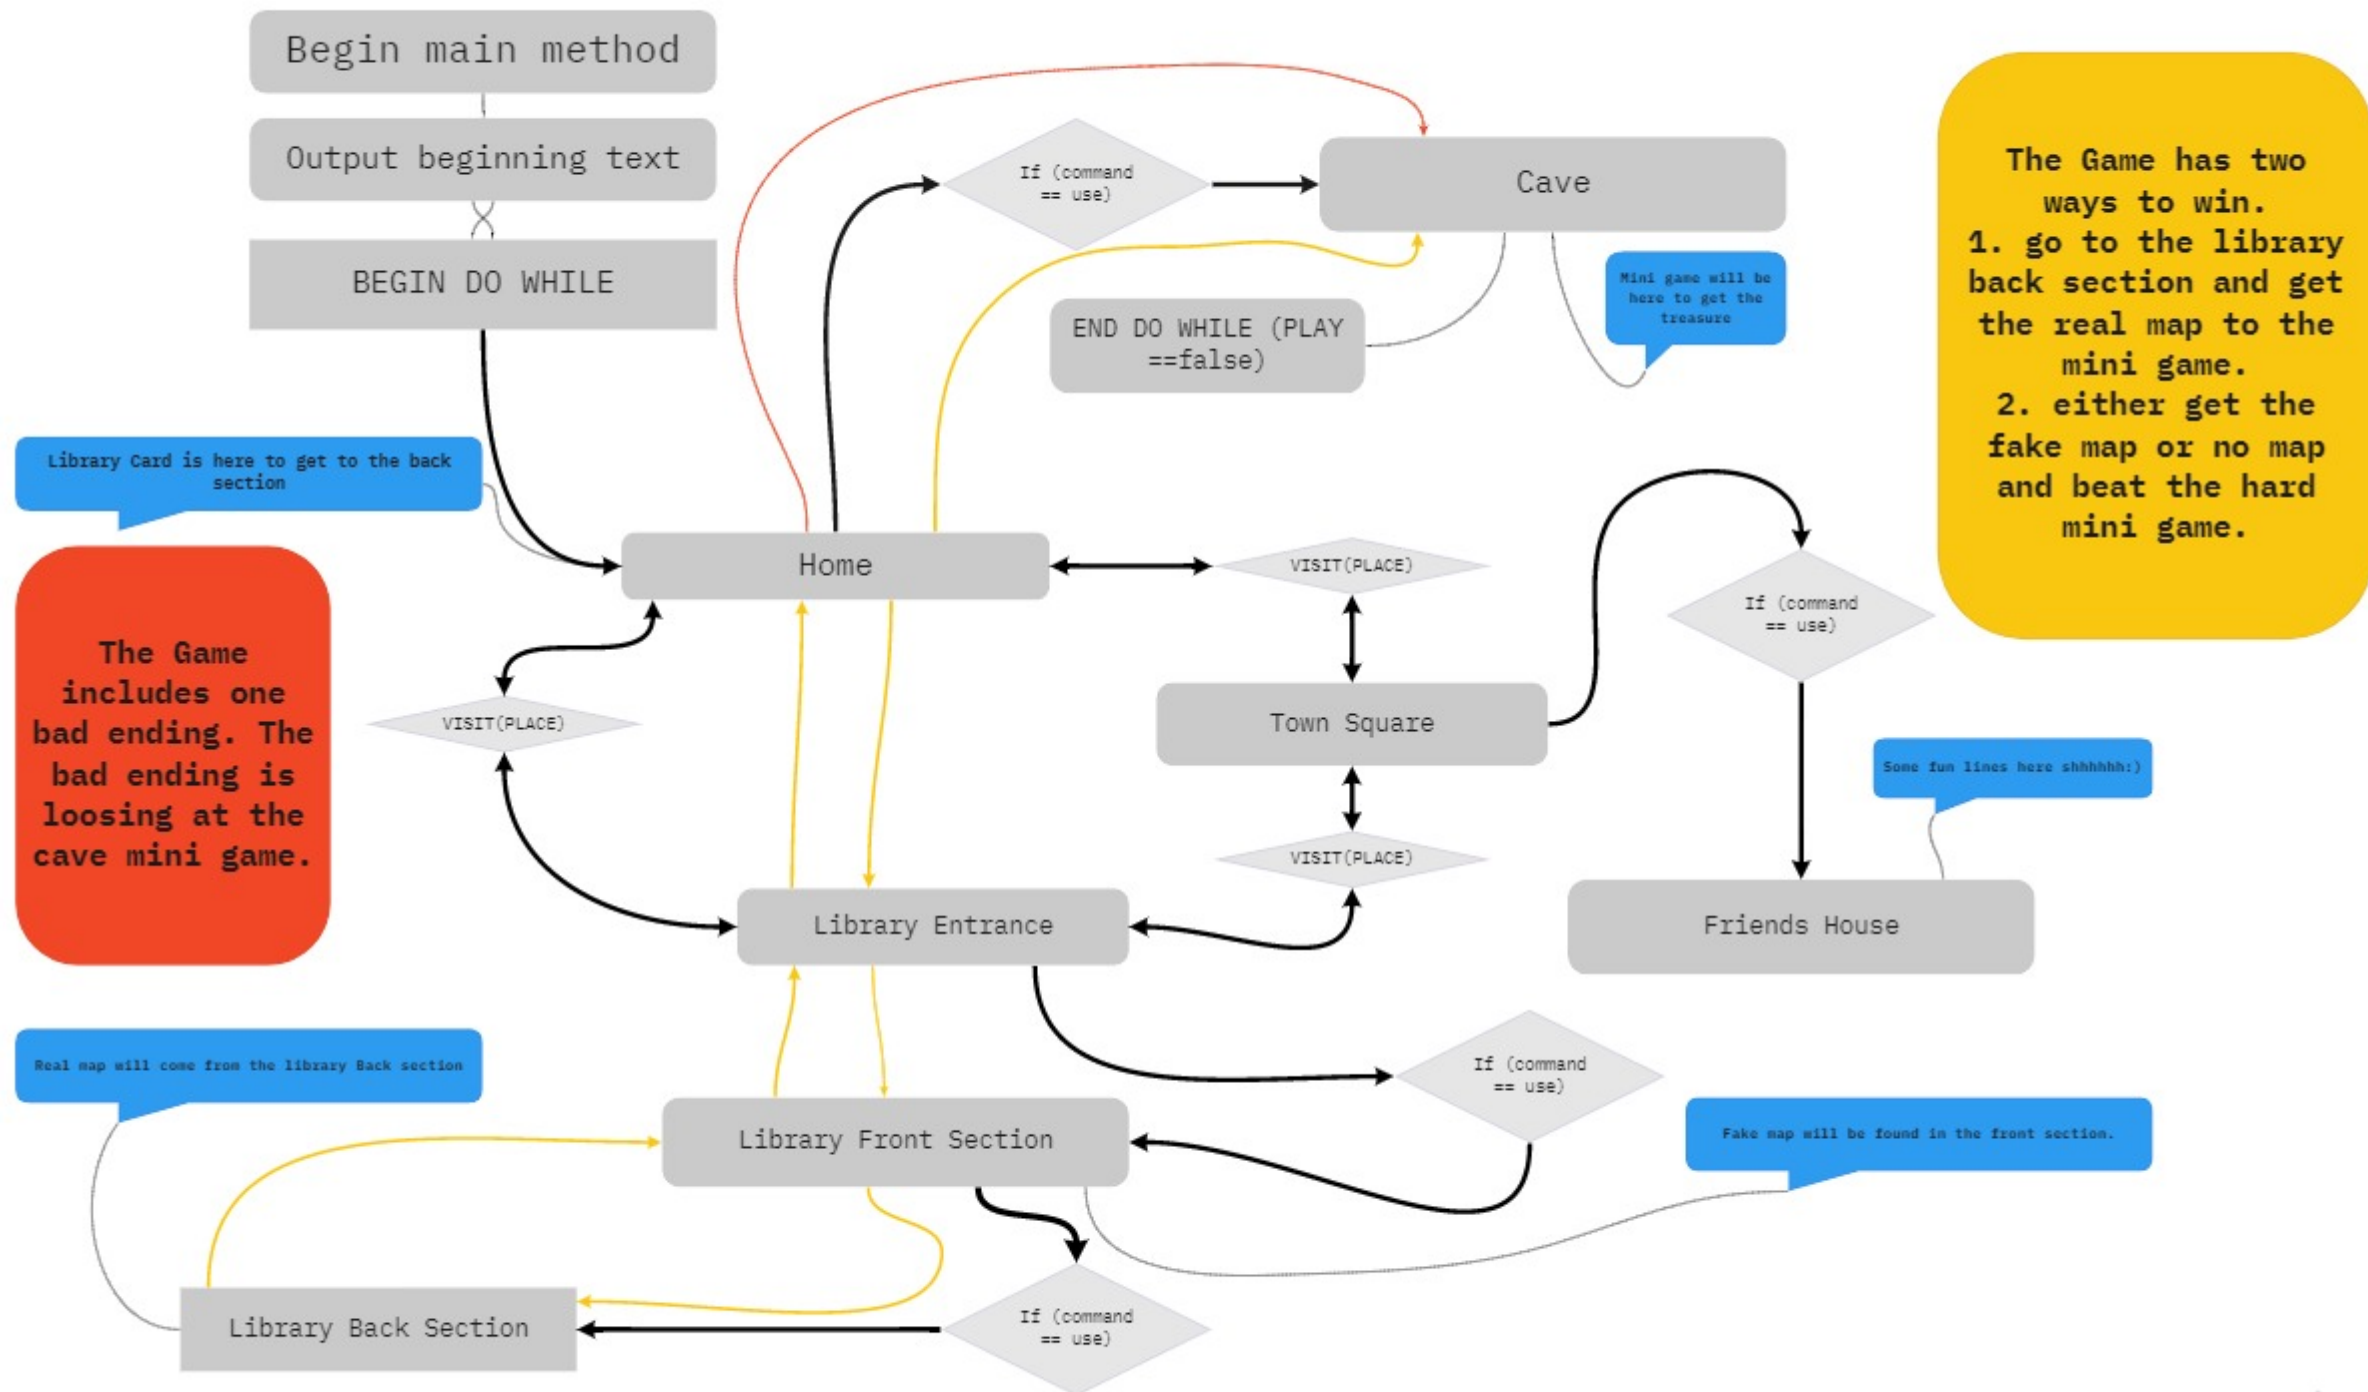 Begin main method
Output beginning text
BEGIN DO WHILE
If (command
== use)
Cave
The Game has two
ways to win.
1. go to the library
back section and get
the real map to the
mini game.
2. either get the
fake map or no map
and beat the hard
mini game.
Mini game will be
here to get the
treasure
END DO WHILE (PLAY
==false)
Library Card is here to get to the back
section
Home
VISIT(PLACE)
If (command
== use)
The Game
includes one
bad ending. The
bad ending is
loosing at the
cave mini game.
VISIT(PLACE)
Town Square
Some fun lines here shhhhhh:)
VISIT(PLACE)
Library Entrance
Friends House
Real map will come from the library Back section
If (command
== use)
Library Front Section
Fake map will be found in the front section.
Library Back Section
If (command
== use)